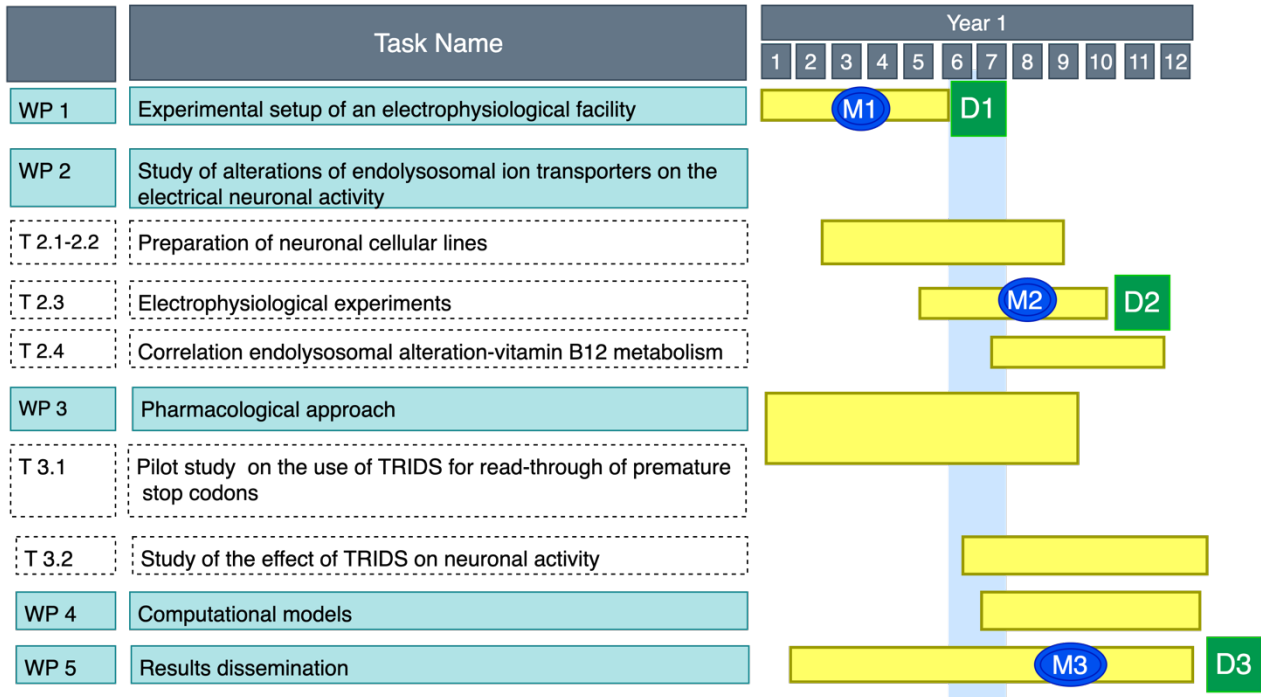 Task Name
Year 1
1 2 3 4 5 6 7 8 9 10 11 12
WP 1 Experimental setup of an electrophysiological facility M1 D1
WP 2 Study of alterations of endolysosomal ion transporters on the
electrical neuronal activity
T 2.1-2.2 Preparation of neuronal cellular lines
T 2.3 Electrophysiological experiments M2 D2
T 2.4 Correlation endolysosomal alteration-vitamin B12 metabolism
WP 3 Pharmacological approach
T 3.1 Pilot study on the use of TRIDS for read-through of premature
stop codons
T 3.2 Study of the effect of TRIDS on neuronal activity
WP 4 Computational models
WP 5 Results dissemination M3 D3